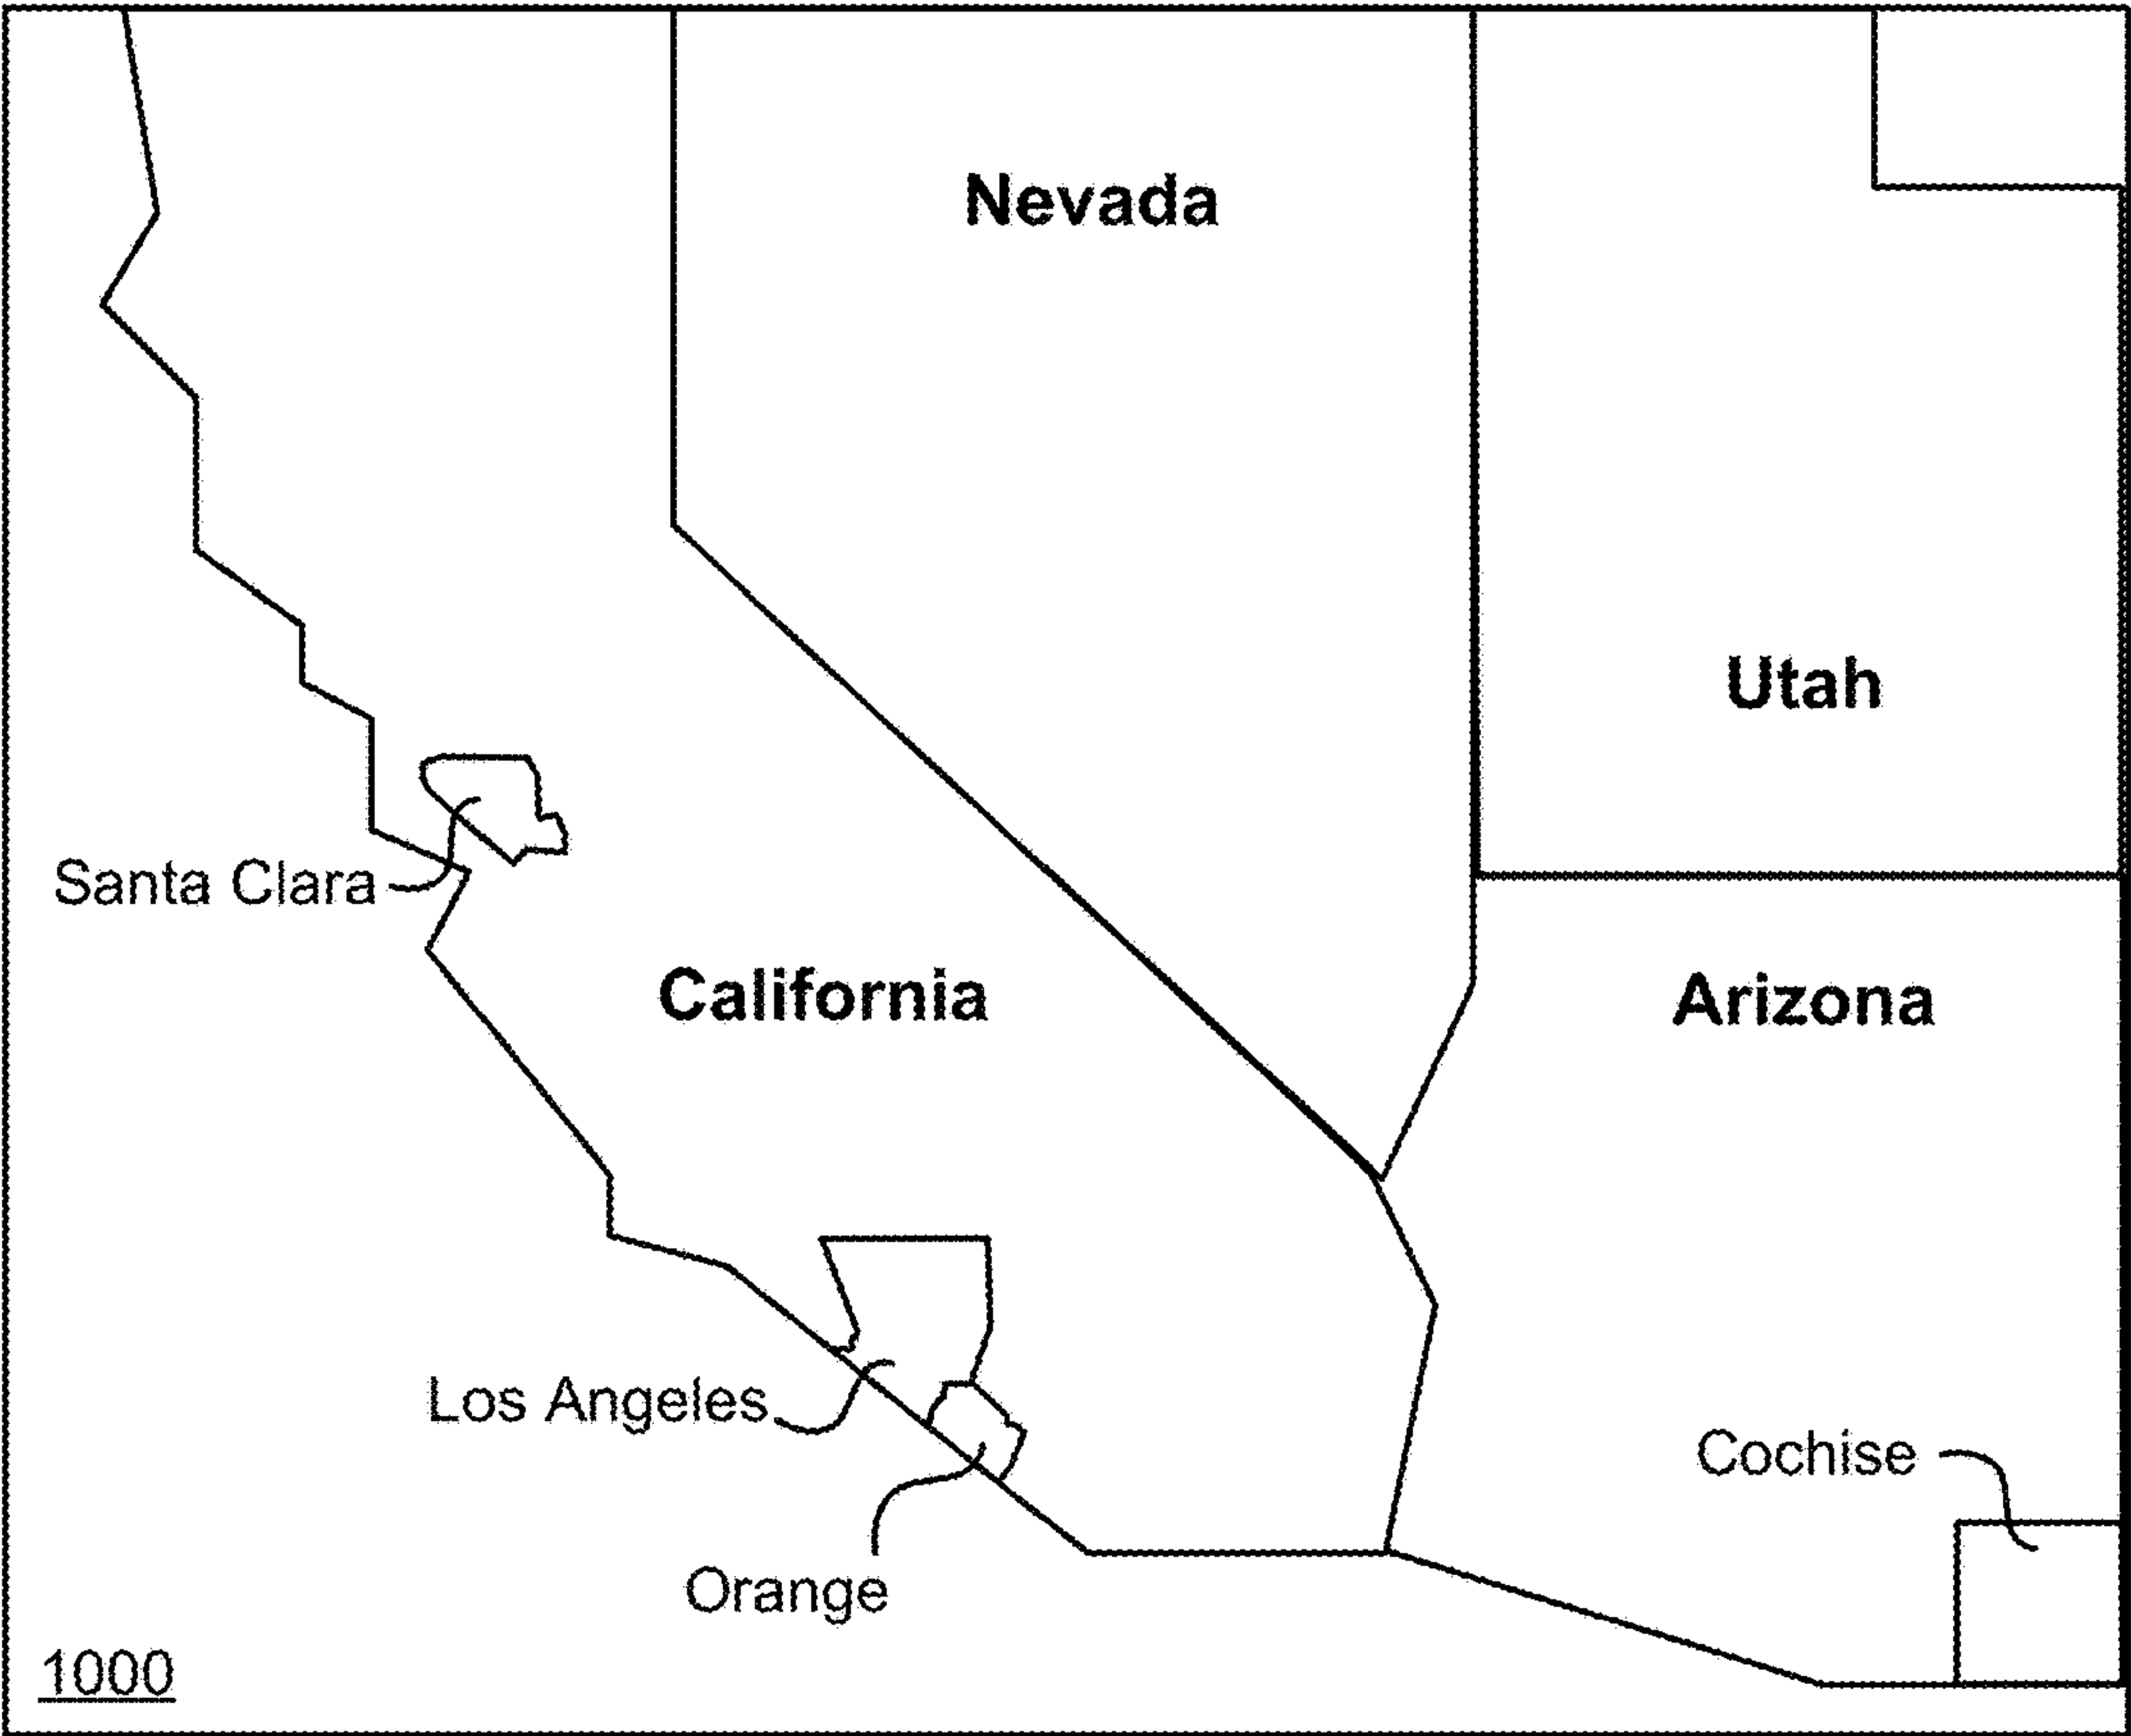 Nevada
Utah
Santa Clara
California
Arizona
Los Angeles
Cochise
Orange
1000